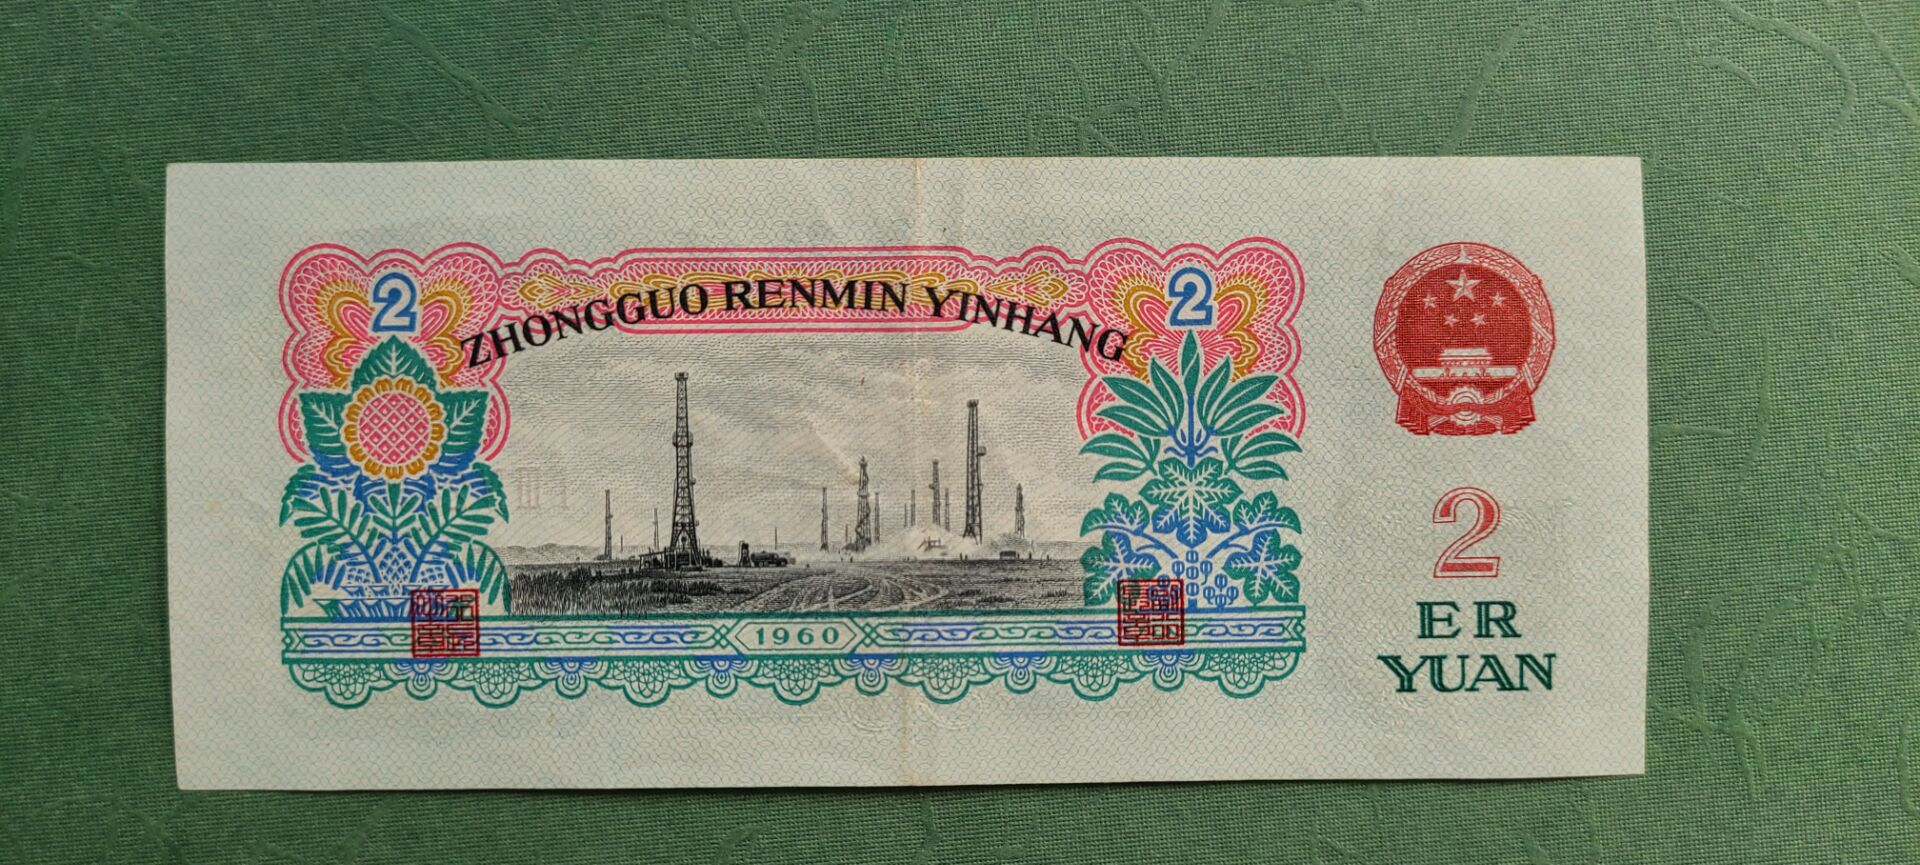 2
2
ZHONGGUO RENMIN YINHANG
1960
2
ER
YUAN